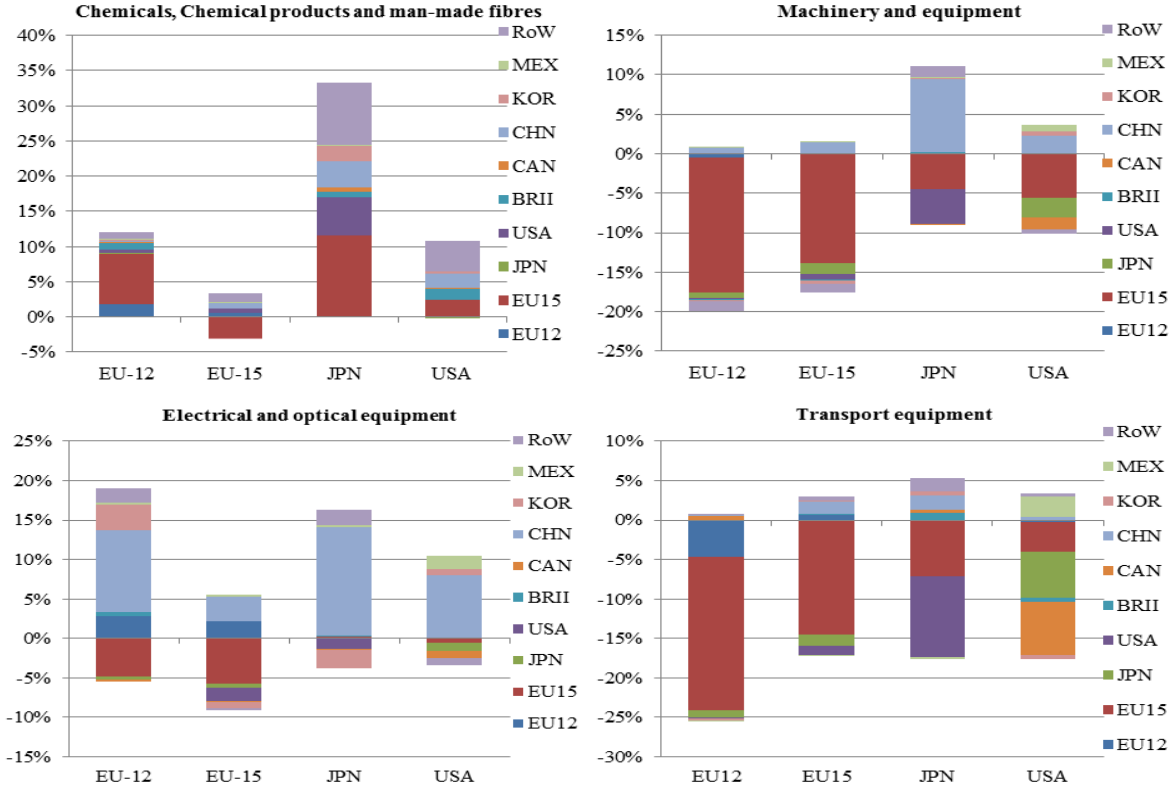 Chemicals, Chemical products and man-made fibres
40%
35%
30%
25%
20%
15%
10%
5%
0%
-5%
EU-12 EU-15 JPN USA
RoW
MEX
KOR
CHN
CAN
BRII
USA
JPN
EU15
EU12
Machinery and equipment
15%
10%
5%
0%
-5%
-10%
-15%
-20%
-25%
EU-12 EU-15 JPN USA
RoW
MEX
KOR
CHN
CAN
BRII
USA
JPN
EU15
EU12
Electrical and optical equipment
25%
20%
15%
10%
5%
0%
-5%
-10%
-15%
EU-12 EU-15 JPN USA
RoW
MEX
KOR
CHN
CAN
BRII
USA
JPN
EU15
EU12
Transport equipment
10%
5%
0%
-5%
-10%
-15%
-20%
-25%
-30%
EU12 EU15 JPN USA
RoW
MEX
KOR
CHN
CAN
BRII
USA
JPN
EU15
EU12